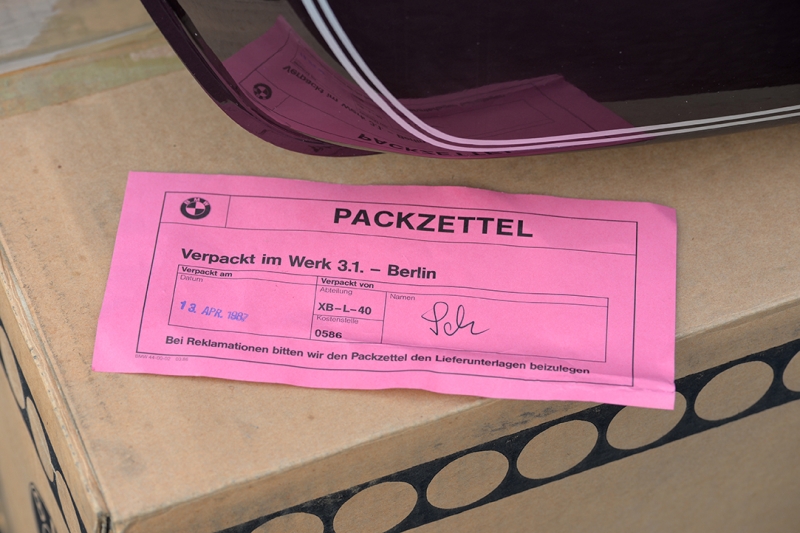 BMW
PACKZETTEL
Verpackt im Werk 3.1. – Berlin
Verpackt am
Datum
13. APR. 1987
Verpackt von
Abteilung
XB–L–40
Kostenstelle
0586
Namen
Bei Reklamationen bitten wir den Packzettel den Lieferunterlagen beizulegen